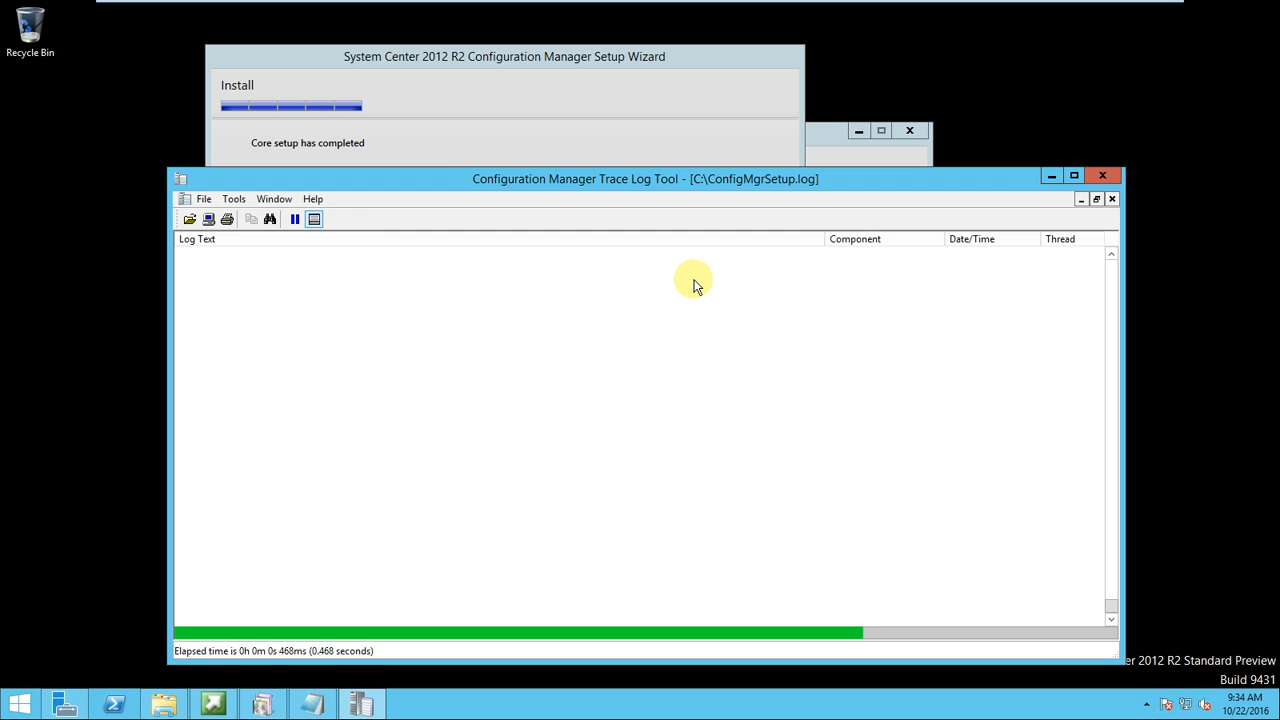 Recycle Bin
System Center 2012 R2 Configuration Manager Setup Wizard
Install
Core setup has completed
Configuration Manager Trace Log Tool - [C:\ConfigMgrSetup.log]
File Tools Window Help
Log Text Component Date/Time Thread
Elapsed time is 0h 0m 0s 468ms (0.468 seconds)
2012 R2 Standard Preview
Build 9431
9:34 AM
10/22/2016